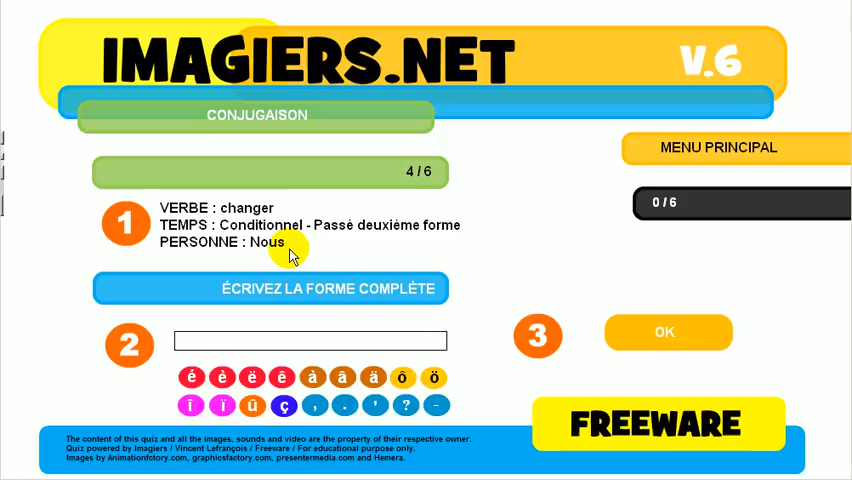 IMAGIERS.NET
V.6
CONJUGAISON
MENU PRINCIPAL
4 / 6
0 / 6
1
VERBE : changer
TEMPS : Conditionnel - Passé deuxième forme
PERSONNE : Nous
ÉCRIVEZ LA FORME COMPLÈTE
2
3
OK
é è ë ê à â ä ô ö
î ï û ç , . ' ? -
FREEWARE
The content of this quiz and all the images, sounds and video are the property of their respective owner.
Quiz powered by Imagiers / Vincent Lefrançois / Freeware / For educational purpose only.
Images by Animationfctory.com, graphicsfactory.com, presentermedia.com and Hemera.